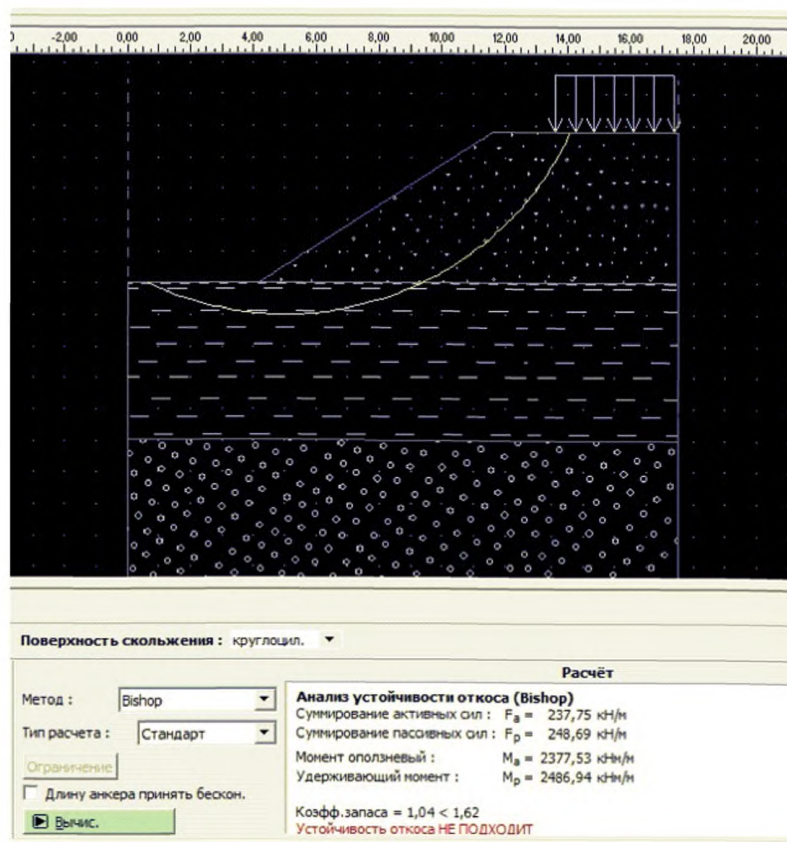 -2,00 0,00 2,00 4,00 6,00 8,00 10,00 12,00 14,00 16,00 18,00 20,00
Поверхность скольжения : круглоцил.
Расчёт
Метод : Bishop
Тип расчета : Стандарт
Ограничение
Длину анкера принять бескон.
Вычис.
Анализ устойчивости откоса (Bishop)
Суммирование активных сил : Fa = 237,75 кН/м
Суммирование пассивных сил : Fp = 248,69 кН/м
Момент оползневый : Ma = 2377,53 кНм/м
Удерживающий момент : Mp = 2486,94 кНм/м
Коэфф.запаса = 1,04 < 1,62
Устойчивость откоса НЕ ПОДХОДИТ